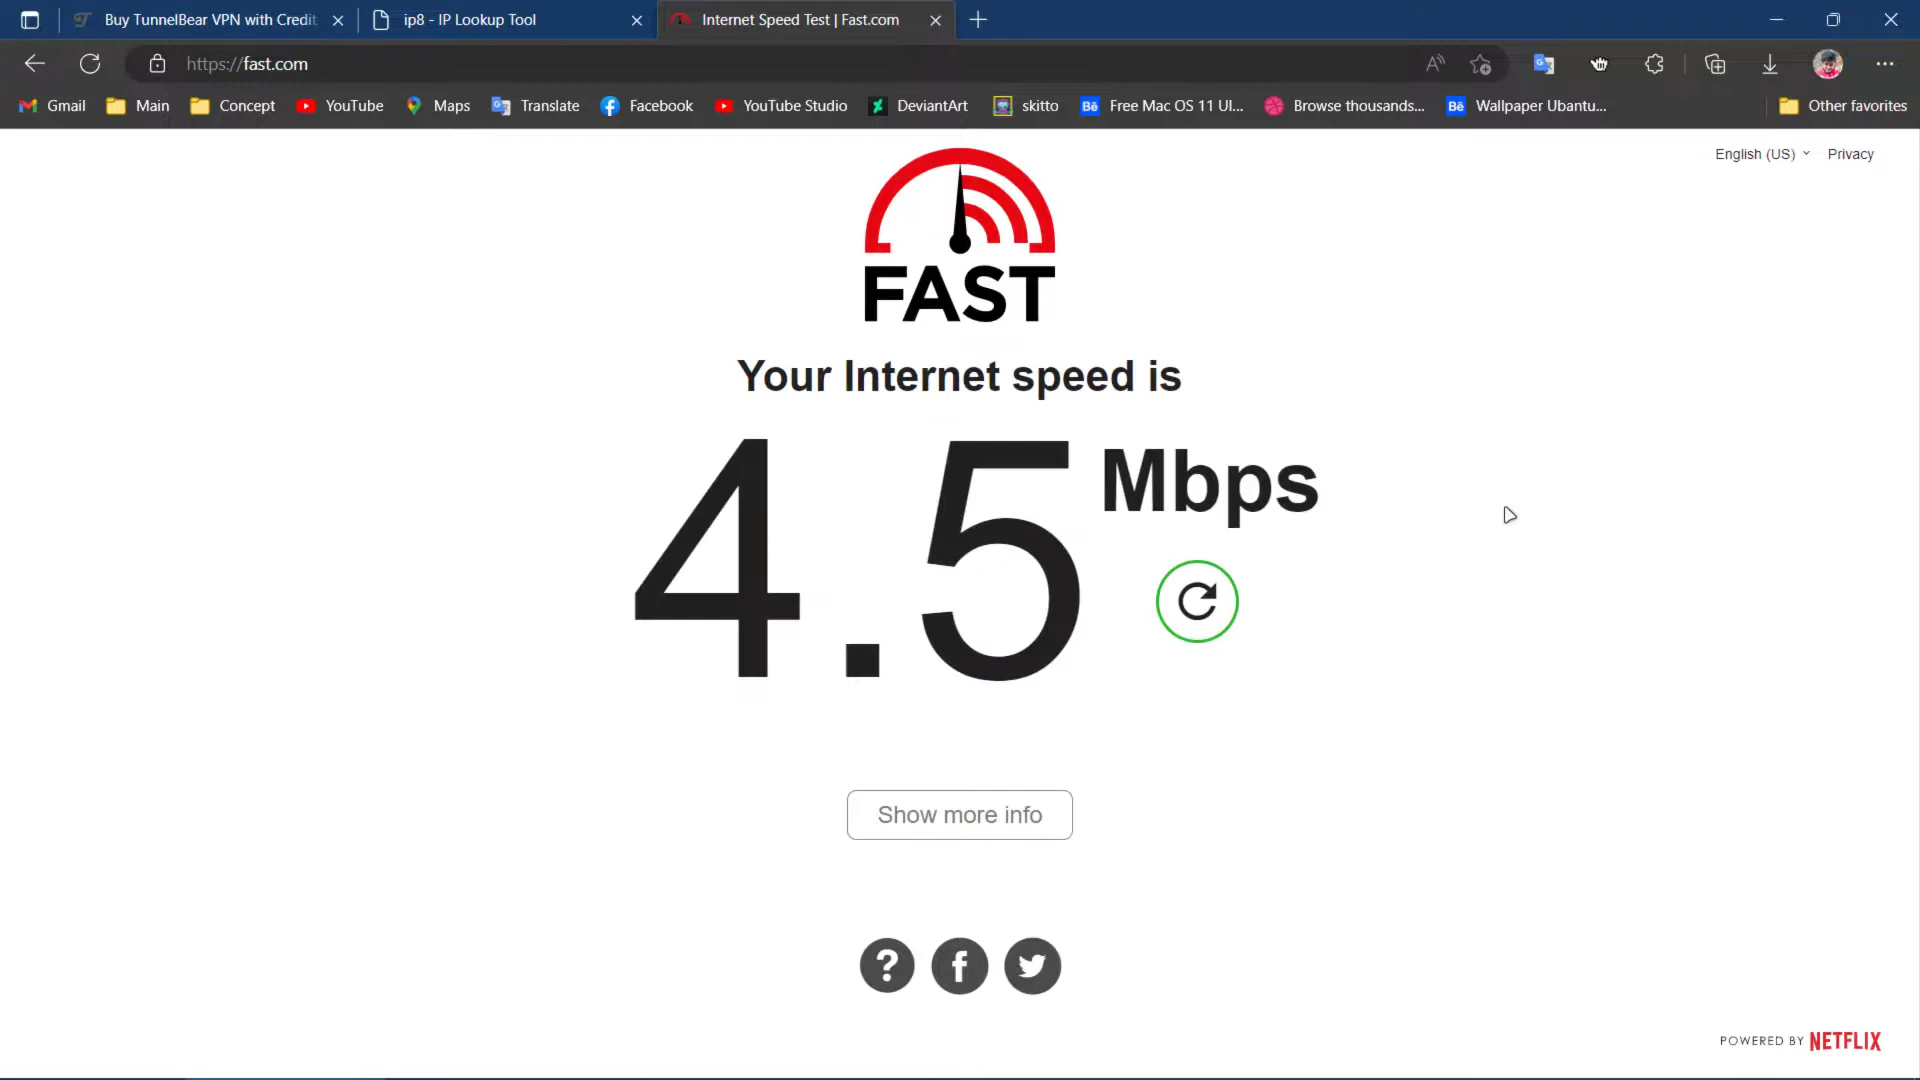 Buy TunnelBear VPN with Credit
ip8 - IP Lookup Tool
Internet Speed Test | Fast.com
https://fast.com
Gmail
Main
Concept
YouTube
Maps
Translate
Facebook
YouTube Studio
DeviantArt
skitto
Free Mac OS 11 UI...
Browse thousands...
Wallpaper Ubantu...
Other favorites
English (US)
Privacy
FAST
Your Internet speed is
4.5 Mbps
Show more info
POWERED BY NETFLIX